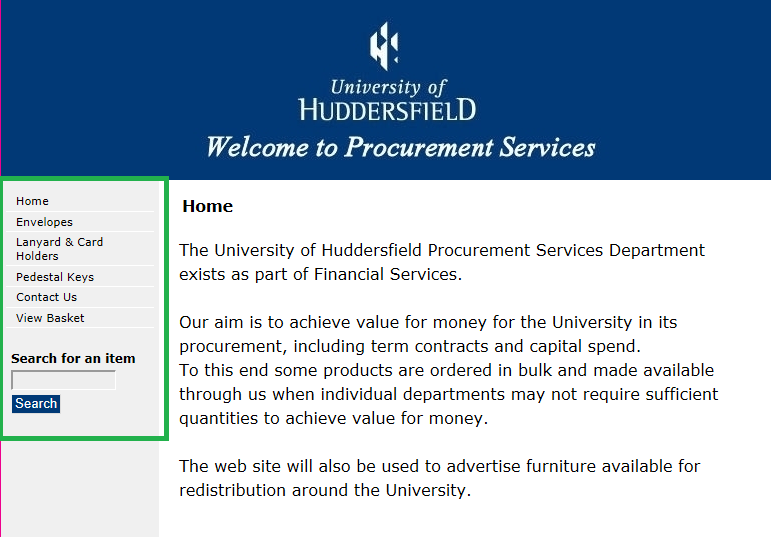 University of
HUDDERSFIELD
Welcome to Procurement Services
Home
Envelopes
Lanyard & Card
Holders
Pedestal Keys
Contact Us
View Basket
Search for an item
Search
Home
The University of Huddersfield Procurement Services Department
exists as part of Financial Services.
Our aim is to achieve value for money for the University in its
procurement, including term contracts and capital spend.
To this end some products are ordered in bulk and made available
through us when individual departments may not require sufficient
quantities to achieve value for money.
The web site will also be used to advertise furniture available for
redistribution around the University.